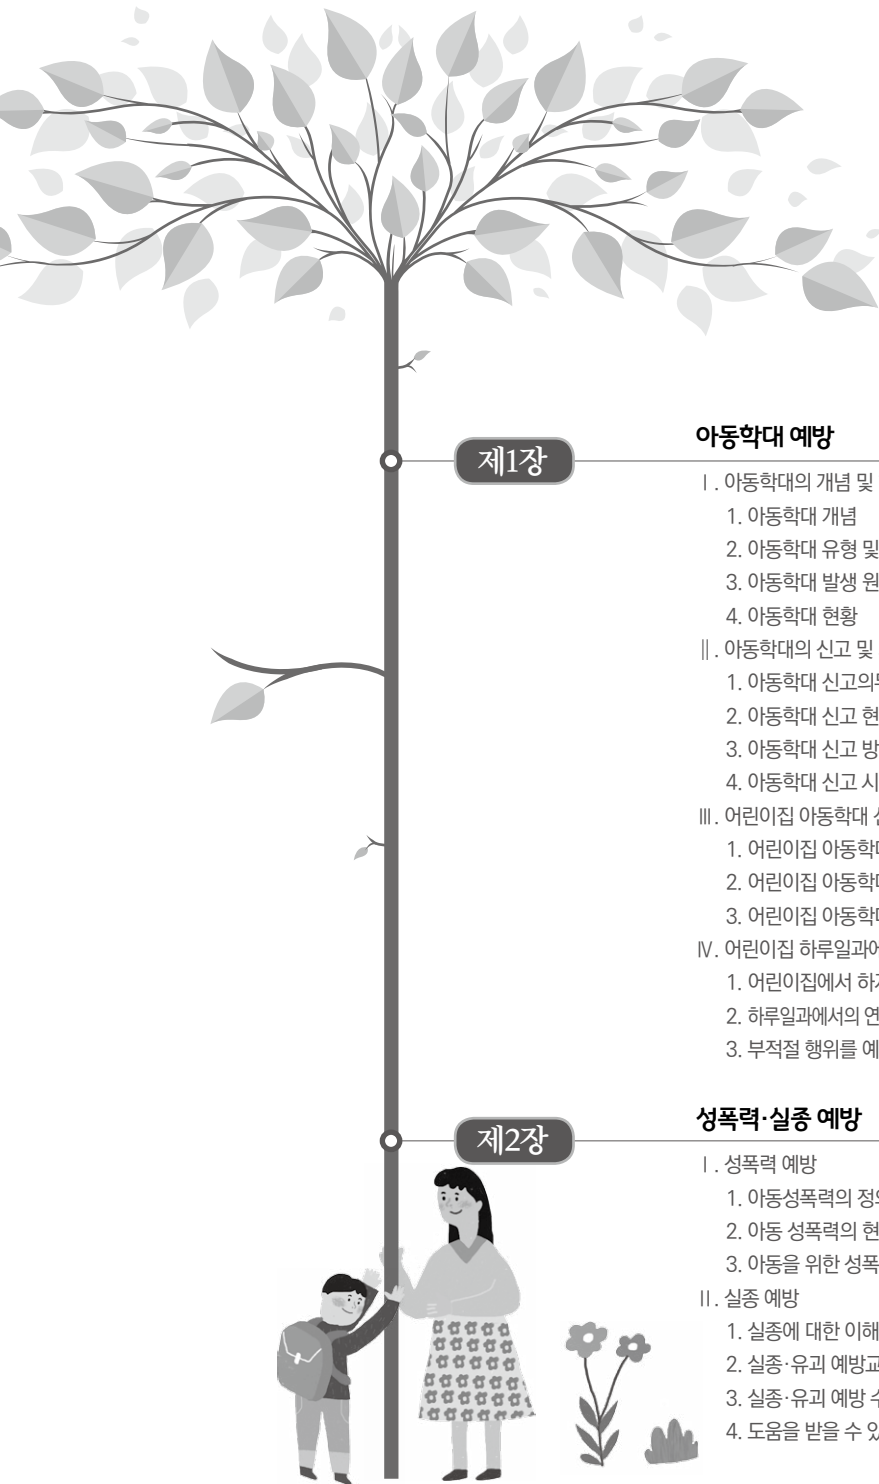 아동학대 예방
제1장
Ⅰ. 아동학대의 개념 및
1. 아동학대 개념
2. 아동학대 유형 및
3. 아동학대 발생 원
4. 아동학대 현황
Ⅱ. 아동학대의 신고 및
1. 아동학대 신고의
2. 아동학대 신고 현
3. 아동학대 신고 방
4. 아동학대 신고 시
Ⅲ. 어린이집 아동학대
1. 어린이집 아동학
2. 어린이집 아동학
3. 어린이집 아동학
Ⅳ. 어린이집 하루일과에
1. 어린이집에서 하
2. 하루일과에서의 연
3. 부적절 행위를 예
성폭력·실종 예방
제2장
Ⅰ. 성폭력 예방
1. 아동성폭력의 정
2. 아동 성폭력의 현
3. 아동을 위한 성폭
II. 실종 예방
1. 실종에 대한 이해
2. 실종·유괴 예방교
3. 실종·유괴 예방
4. 도움을 받을 수 있